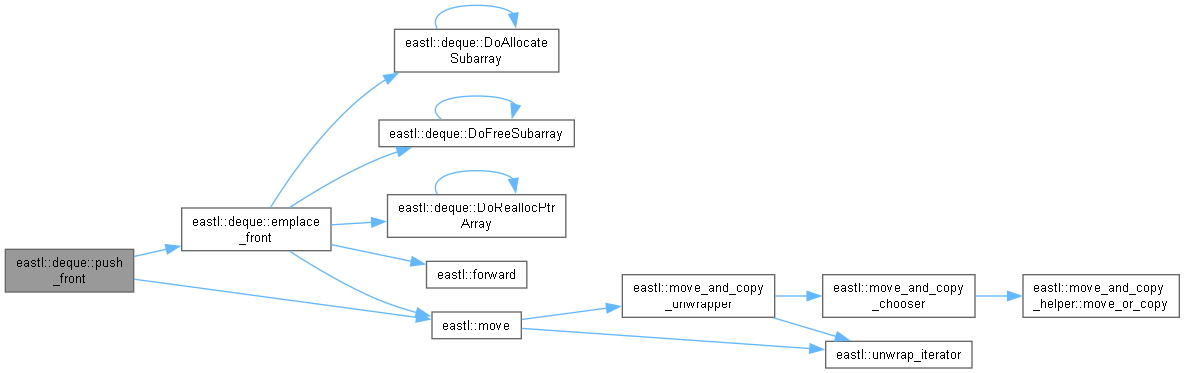 eastl::deque::DoAllocate
Subarray
eastl::deque::DoFreeSubarray
eastl::deque::DoReallocPtr
Array
eastl::deque::emplace
_front
eastl::deque::push
_front
eastl::forward
eastl::move
eastl::move_and_copy
_unwrapper
eastl::move_and_copy
_chooser
eastl::move_and_copy
_helper::move_or_copy
eastl::unwrap_iterator